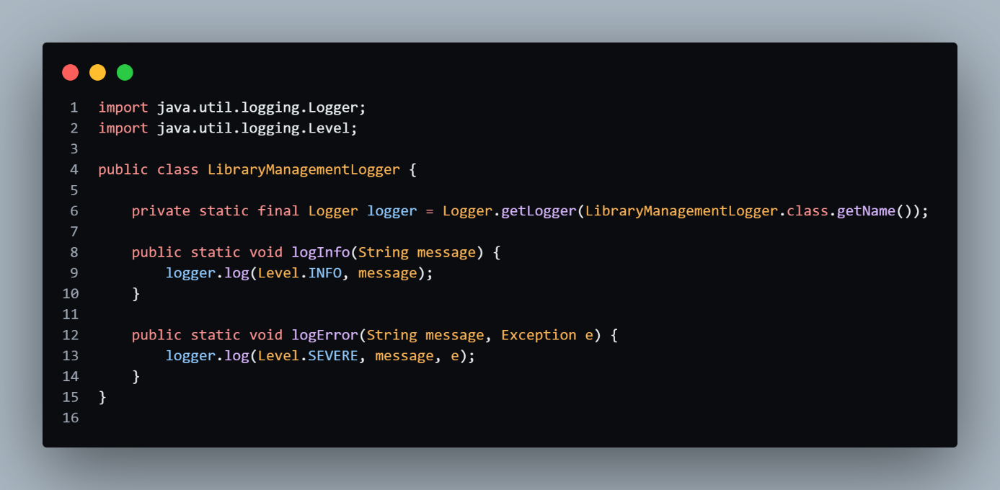 1 import java.util.logging.Logger;
2 import java.util.logging.Level;
3
4 public class LibraryManagementLogger {
5
6     private static final Logger logger = Logger.getLogger(LibraryManagementLogger.class.getName());
7
8     public static void logInfo(String message) {
9         logger.log(Level.INFO, message);
10     }
11
12     public static void logError(String message, Exception e) {
13         logger.log(Level.SEVERE, message, e);
14     }
15 }
16